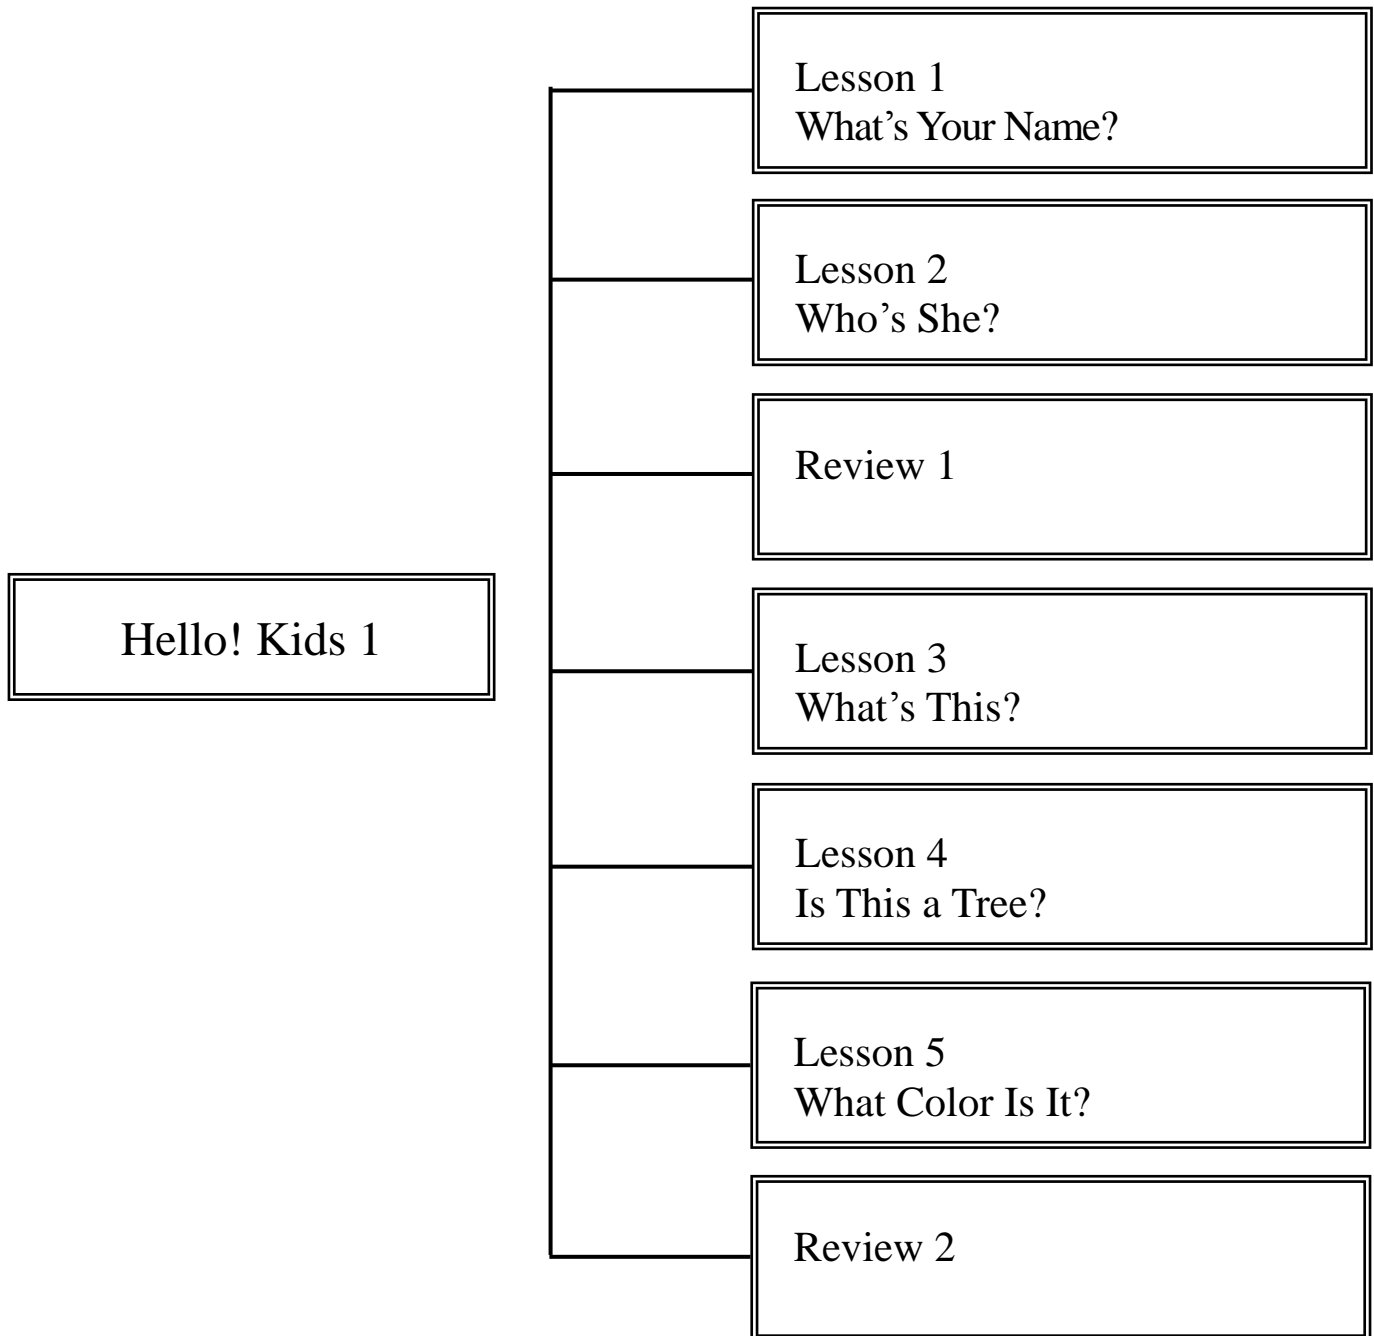 Hello! Kids 1
Lesson 1
What’s Your Name?
Lesson 2
Who’s She?
Review 1
Lesson 3
What’s This?
Lesson 4
Is This a Tree?
Lesson 5
What Color Is It?
Review 2